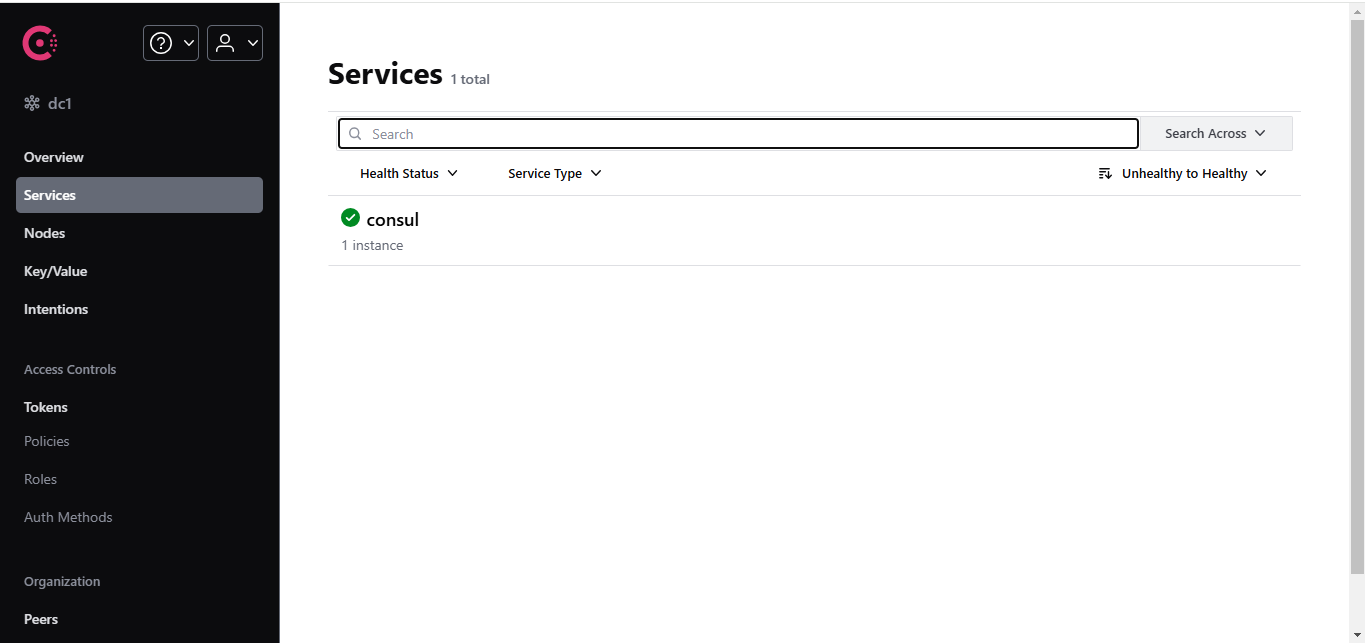 dc1
Overview
Services
Nodes
Key/Value
Intentions
Access Controls
Tokens
Policies
Roles
Auth Methods
Organization
Peers
Services 1 total
Search Search Across
Health Status Service Type Unhealthy to Healthy
consul
1 instance